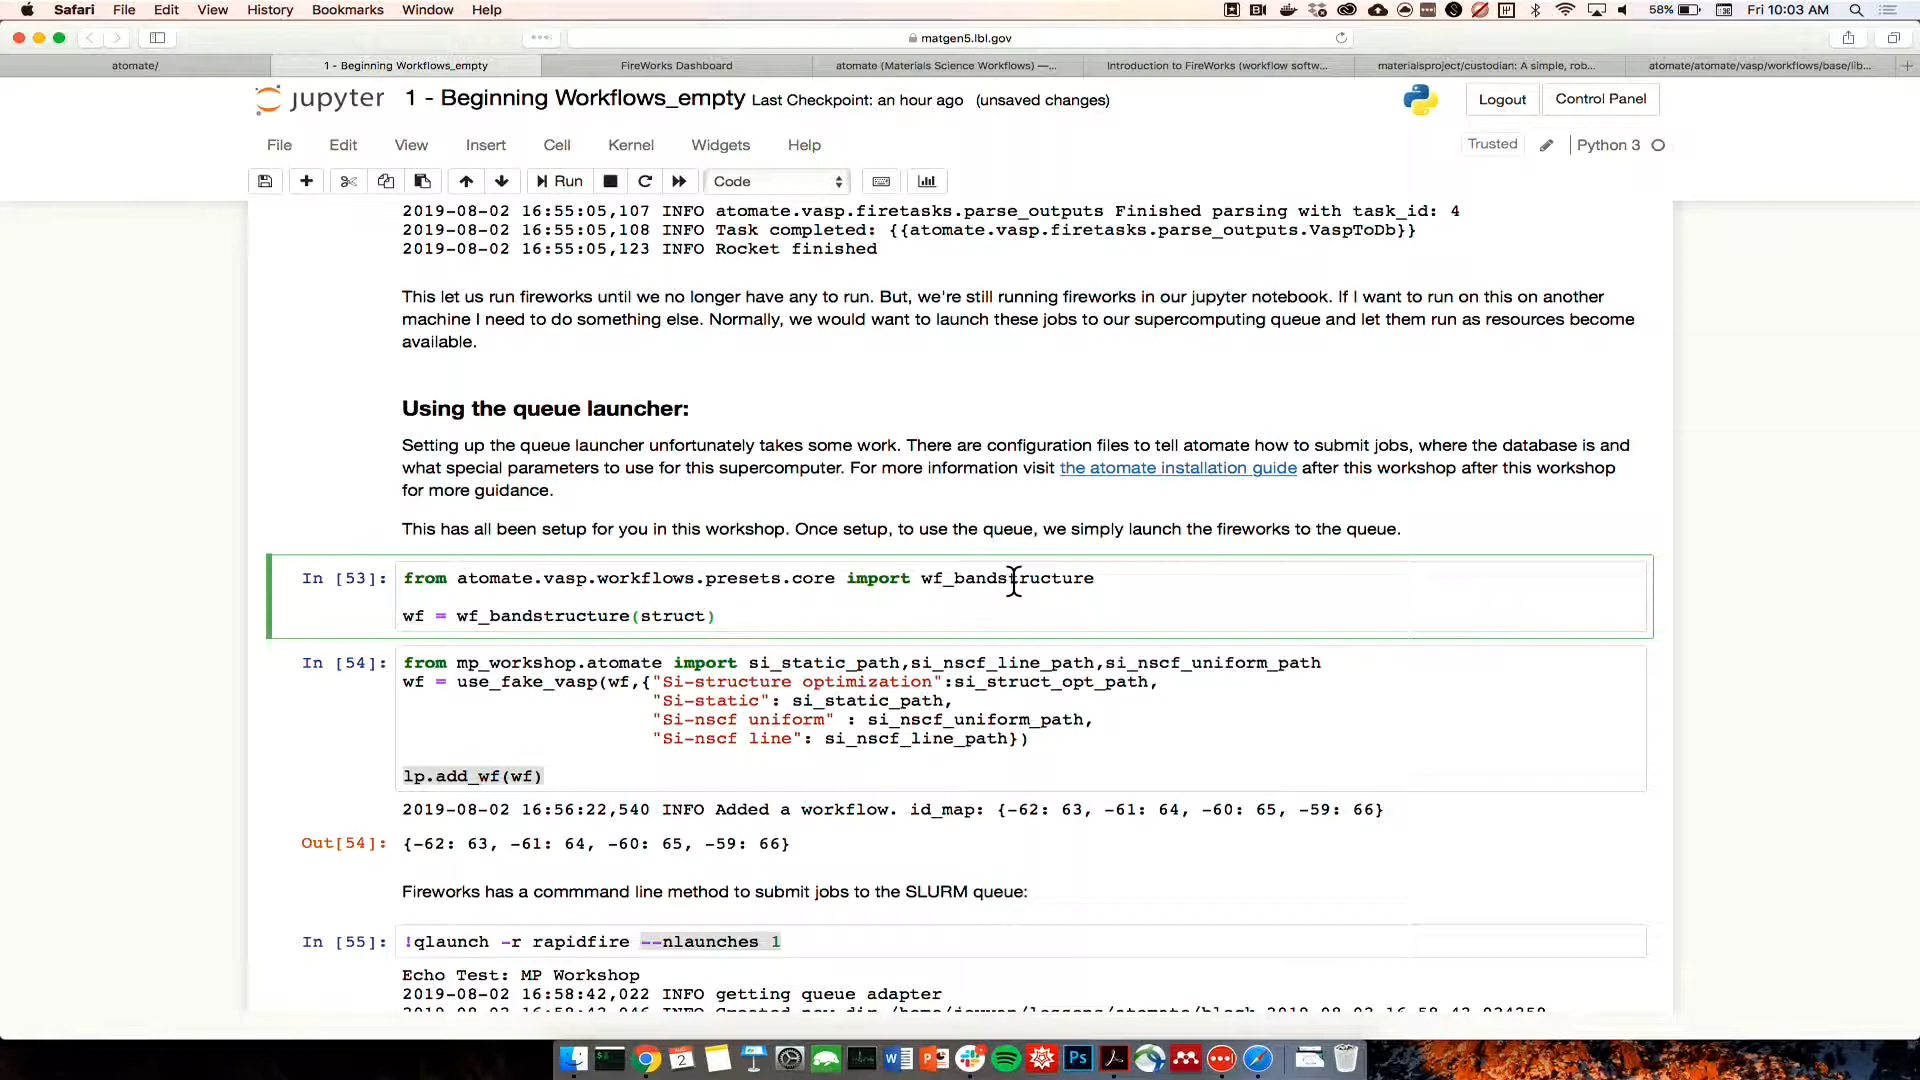 Safari File Edit View History Bookmarks Window Help
58% Fri 10:03 AM
matgen5.lbl.gov
atomate/
1 - Beginning Workflows_empty
FireWorks Dashboard
atomate (Materials Science Workflows) —...
Introduction to FireWorks (workflow softw...
materialsproject/custodian: A simple, rob...
atomate/atomate/vasp/workflows/base/lib...
jupyter 1 - Beginning Workflows_empty Last Checkpoint: an hour ago (unsaved changes)
Logout Control Panel
File Edit View Insert Cell Kernel Widgets Help
Trusted Python 3
Run Code
2019-08-02 16:55:05,107 INFO atomate.vasp.firetasks.parse_outputs Finished parsing with task_id: 4
2019-08-02 16:55:05,108 INFO Task completed: {{atomate.vasp.firetasks.parse_outputs.VaspToDb}}
2019-08-02 16:55:05,123 INFO Rocket finished
This let us run fireworks until we no longer have any to run. But, we're still running fireworks in our jupyter notebook. If I want to run on this on another
machine I need to do something else. Normally, we would want to launch these jobs to our supercomputing queue and let them run as resources become
available.
Using the queue launcher:
Setting up the queue launcher unfortunately takes some work. There are configuration files to tell atomate how to submit jobs, where the database is and
what special parameters to use for this supercomputer. For more information visit the atomate installation guide after this workshop after this workshop
for more guidance.
This has all been setup for you in this workshop. Once setup, to use the queue, we simply launch the fireworks to the queue.
In [53]: from atomate.vasp.workflows.presets.core import wf_bandstructure
wf = wf_bandstructure(struct)
In [54]: from mp_workshop.atomate import si_static_path,si_nscf_line_path,si_nscf_uniform_path
wf = use_fake_vasp(wf,{"Si-structure optimization":si_struct_opt_path,
"Si-static": si_static_path,
"Si-nscf uniform" : si_nscf_uniform_path,
"Si-nscf line": si_nscf_line_path})
lp.add_wf(wf)
2019-08-02 16:56:22,540 INFO Added a workflow. id_map: {-62: 63, -61: 64, -60: 65, -59: 66}
Out[54]: {-62: 63, -61: 64, -60: 65, -59: 66}
Fireworks has a commmand line method to submit jobs to the SLURM queue:
In [55]: !qlaunch -r rapidfire --nlaunches 1
Echo Test: MP Workshop
2019-08-02 16:58:42,022 INFO getting queue adapter